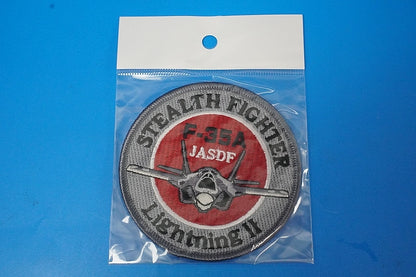 STEALTH FIGHTER
F-35A
JASDF
Lightning II